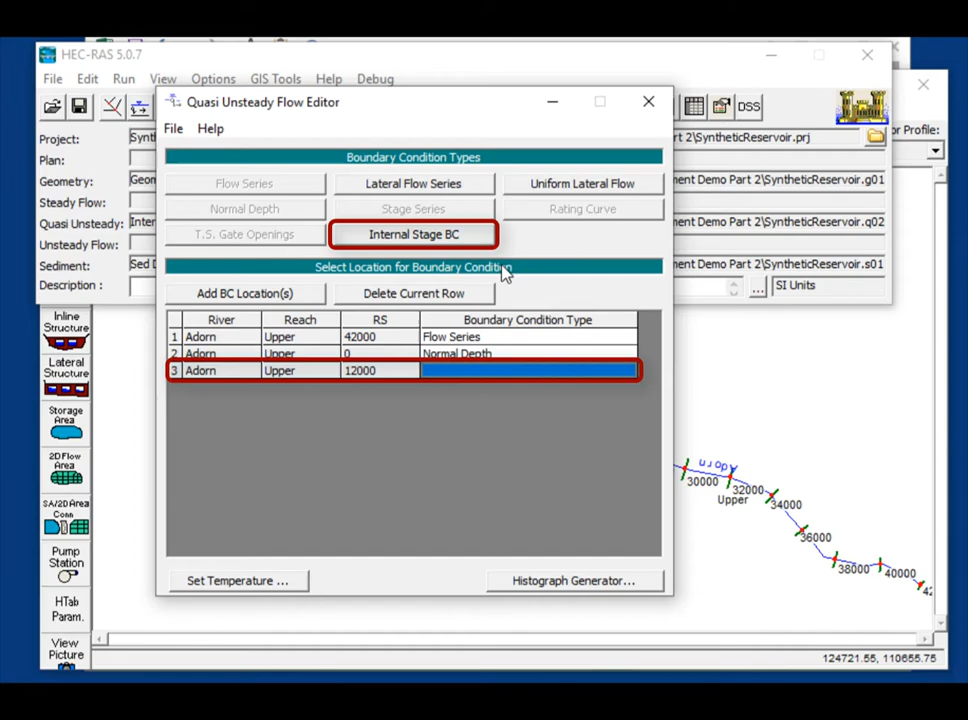 HEC-RAS 5.0.7
File Edit Run View Options GIS Tools Help Debug
DSS
Quasi Unsteady Flow Editor
File Help
Project: Synt
Part 2\SyntheticReservoir.prj
or Profile:
Plan:
Geometry: Geom
ment Demo Part 2\SyntheticReservoir.g01
Steady Flow:
Quasi Unsteady: Inter
ment Demo Part 2\SyntheticReservoir.q02
Unsteady Flow:
Sediment: Sed D
ment Demo Part 2\SyntheticReservoir.s01
Description :
... SI Units
Boundary Condition Types
Flow Series Lateral Flow Series Uniform Lateral Flow
Normal Depth Stage Series Rating Curve
T.S. Gate Openings Internal Stage BC
Select Location for Boundary Condition
Add BC Location(s) Delete Current Row
River Reach RS Boundary Condition Type
1 Adorn Upper 42000 Flow Series
2 Adorn Upper 0 Normal Depth
3 Adorn Upper 12000
Set Temperature ... Histograph Generator...
Inline
Structure
Lateral
Structure
Storage
Area
2D Flow
Area
SA/2D Area
Conn
Pump
Station
HTab
Param.
View
Picture
Adorn
30000
32000
Upper
34000
36000
38000
40000
42
124721.55, 110655.75